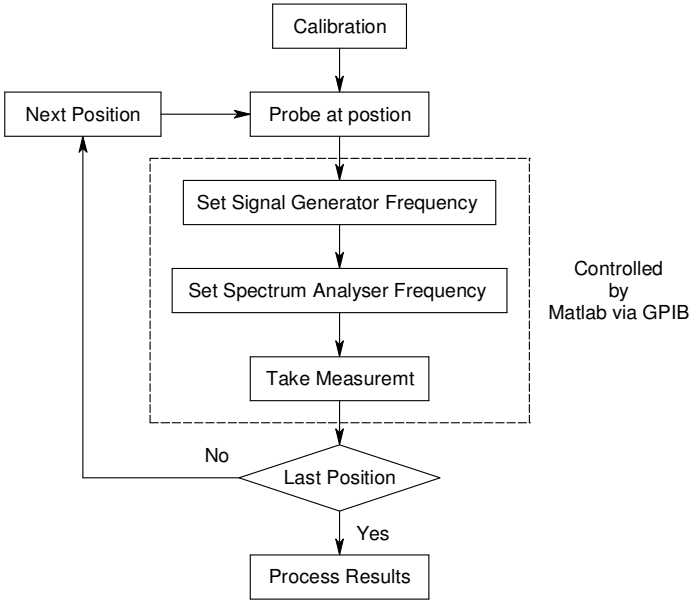 Calibration
Next Position
Probe at postion
Set Signal Generator Frequency
Set Spectrum Analyser Frequency
Controlled
by
Matlab via GPIB
Take Measuremt
No
Last Position
Yes
Process Results